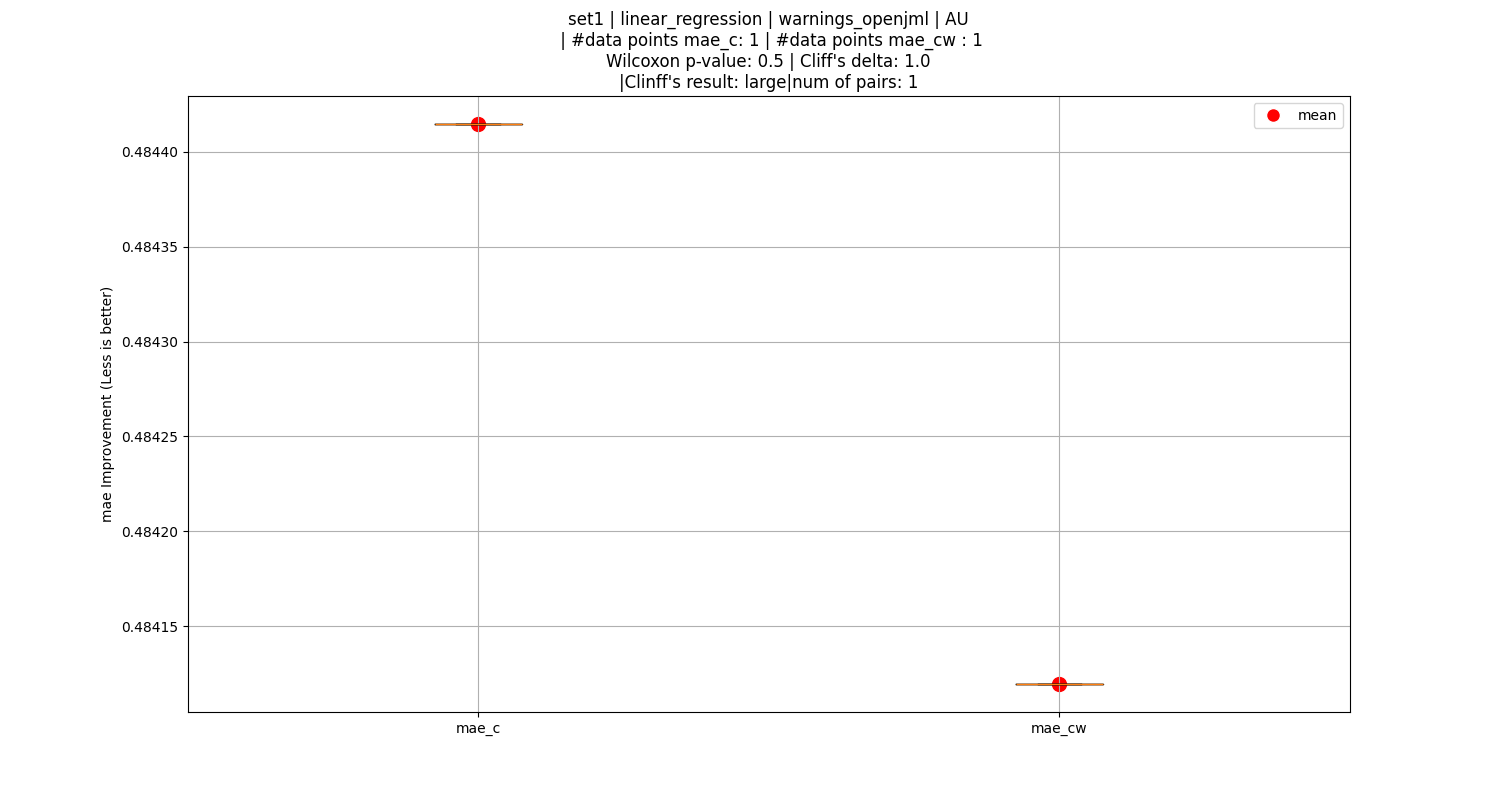 set1 | linear_regression | warnings_openjml | AU
| #data points mae_c: 1 | #data points mae_cw : 1
Wilcoxon p-value: 0.5 | Cliff's delta: 1.0
|Clinff's result: large|num of pairs: 1
mean
0.48440
0.48435
0.48430
0.48425
0.48420
0.48415
mae Improvement (Less is better)
mae_c
mae_cw